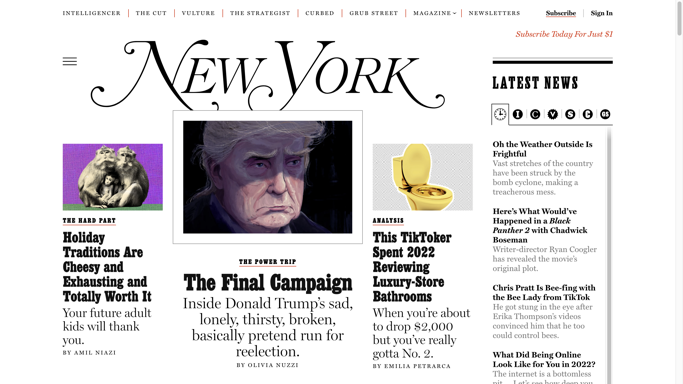 INTELLIGENCER
THE CUT
VULTURE
THE STRATEGIST
CURBED
GRUB STREET
MAGAZINE
NEWSLETTERS
Subscribe
Sign In
Subscribe Today For Just $1
NEW YORK
THE HARD PART
Holiday
Traditions Are
Cheesy and
Exhausting and
Totally Worth It
Your future adult
kids will thank
you.
BY AMIL NIAZI
THE POWER TRIP
The Final Campaign
Inside Donald Trump's sad,
lonely, thirsty, broken,
basically pretend run for
reelection.
BY OLIVIA NUZZI
ANALYSIS
This TikToker
Spent 2022
Reviewing
Luxury-Store
Bathrooms
When you're about
to drop $2,000
but you've really
gotta No. 2.
BY EMILIA PETRARCA
LATEST NEWS
I C V S C GS
Oh the Weather Outside Is
Frightful
Vast stretches of the country
have been struck by the
bomb cyclone, making a
treacherous mess.
Here's What Would've
Happened in a Black
Panther 2 with Chadwick
Boseman
Writer-director Ryan Coogler
has revealed the movie's
original plot.
Chris Pratt Is Bee-fing with
the Bee Lady from TikTok
He got stung in the eye after
Erika Thompson's videos
convinced him that he too
could control bees.
What Did Being Online
Look Like for You in 2022?
The internet is a bottomless
pit... Let's see how deep you